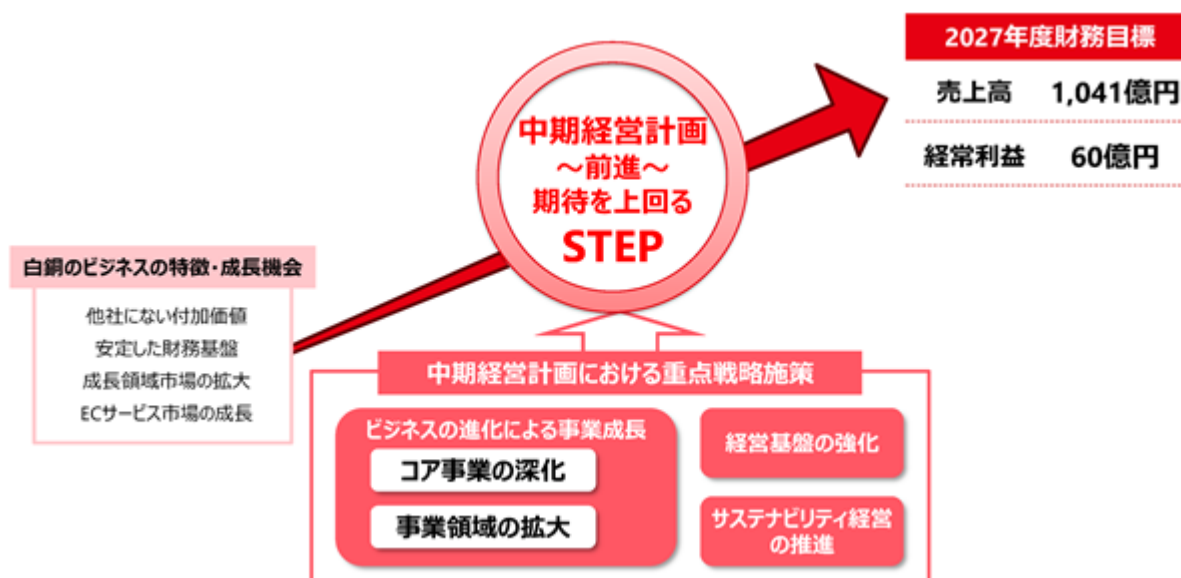 2027年度財務目標
売上高 1,041億円
経常利益 60億円
中期経営計画
～前進～
期待を上回る
STEP
白銅のビジネスの特徴・成長機会
他社にない付加価値
安定した財務基盤
成長領域市場の拡大
ECサービス市場の成長
中期経営計画における重点戦略施策
ビジネスの進化による事業成長
コア事業の深化
事業領域の拡大
経営基盤の強化
サステナビリティ経営
の推進